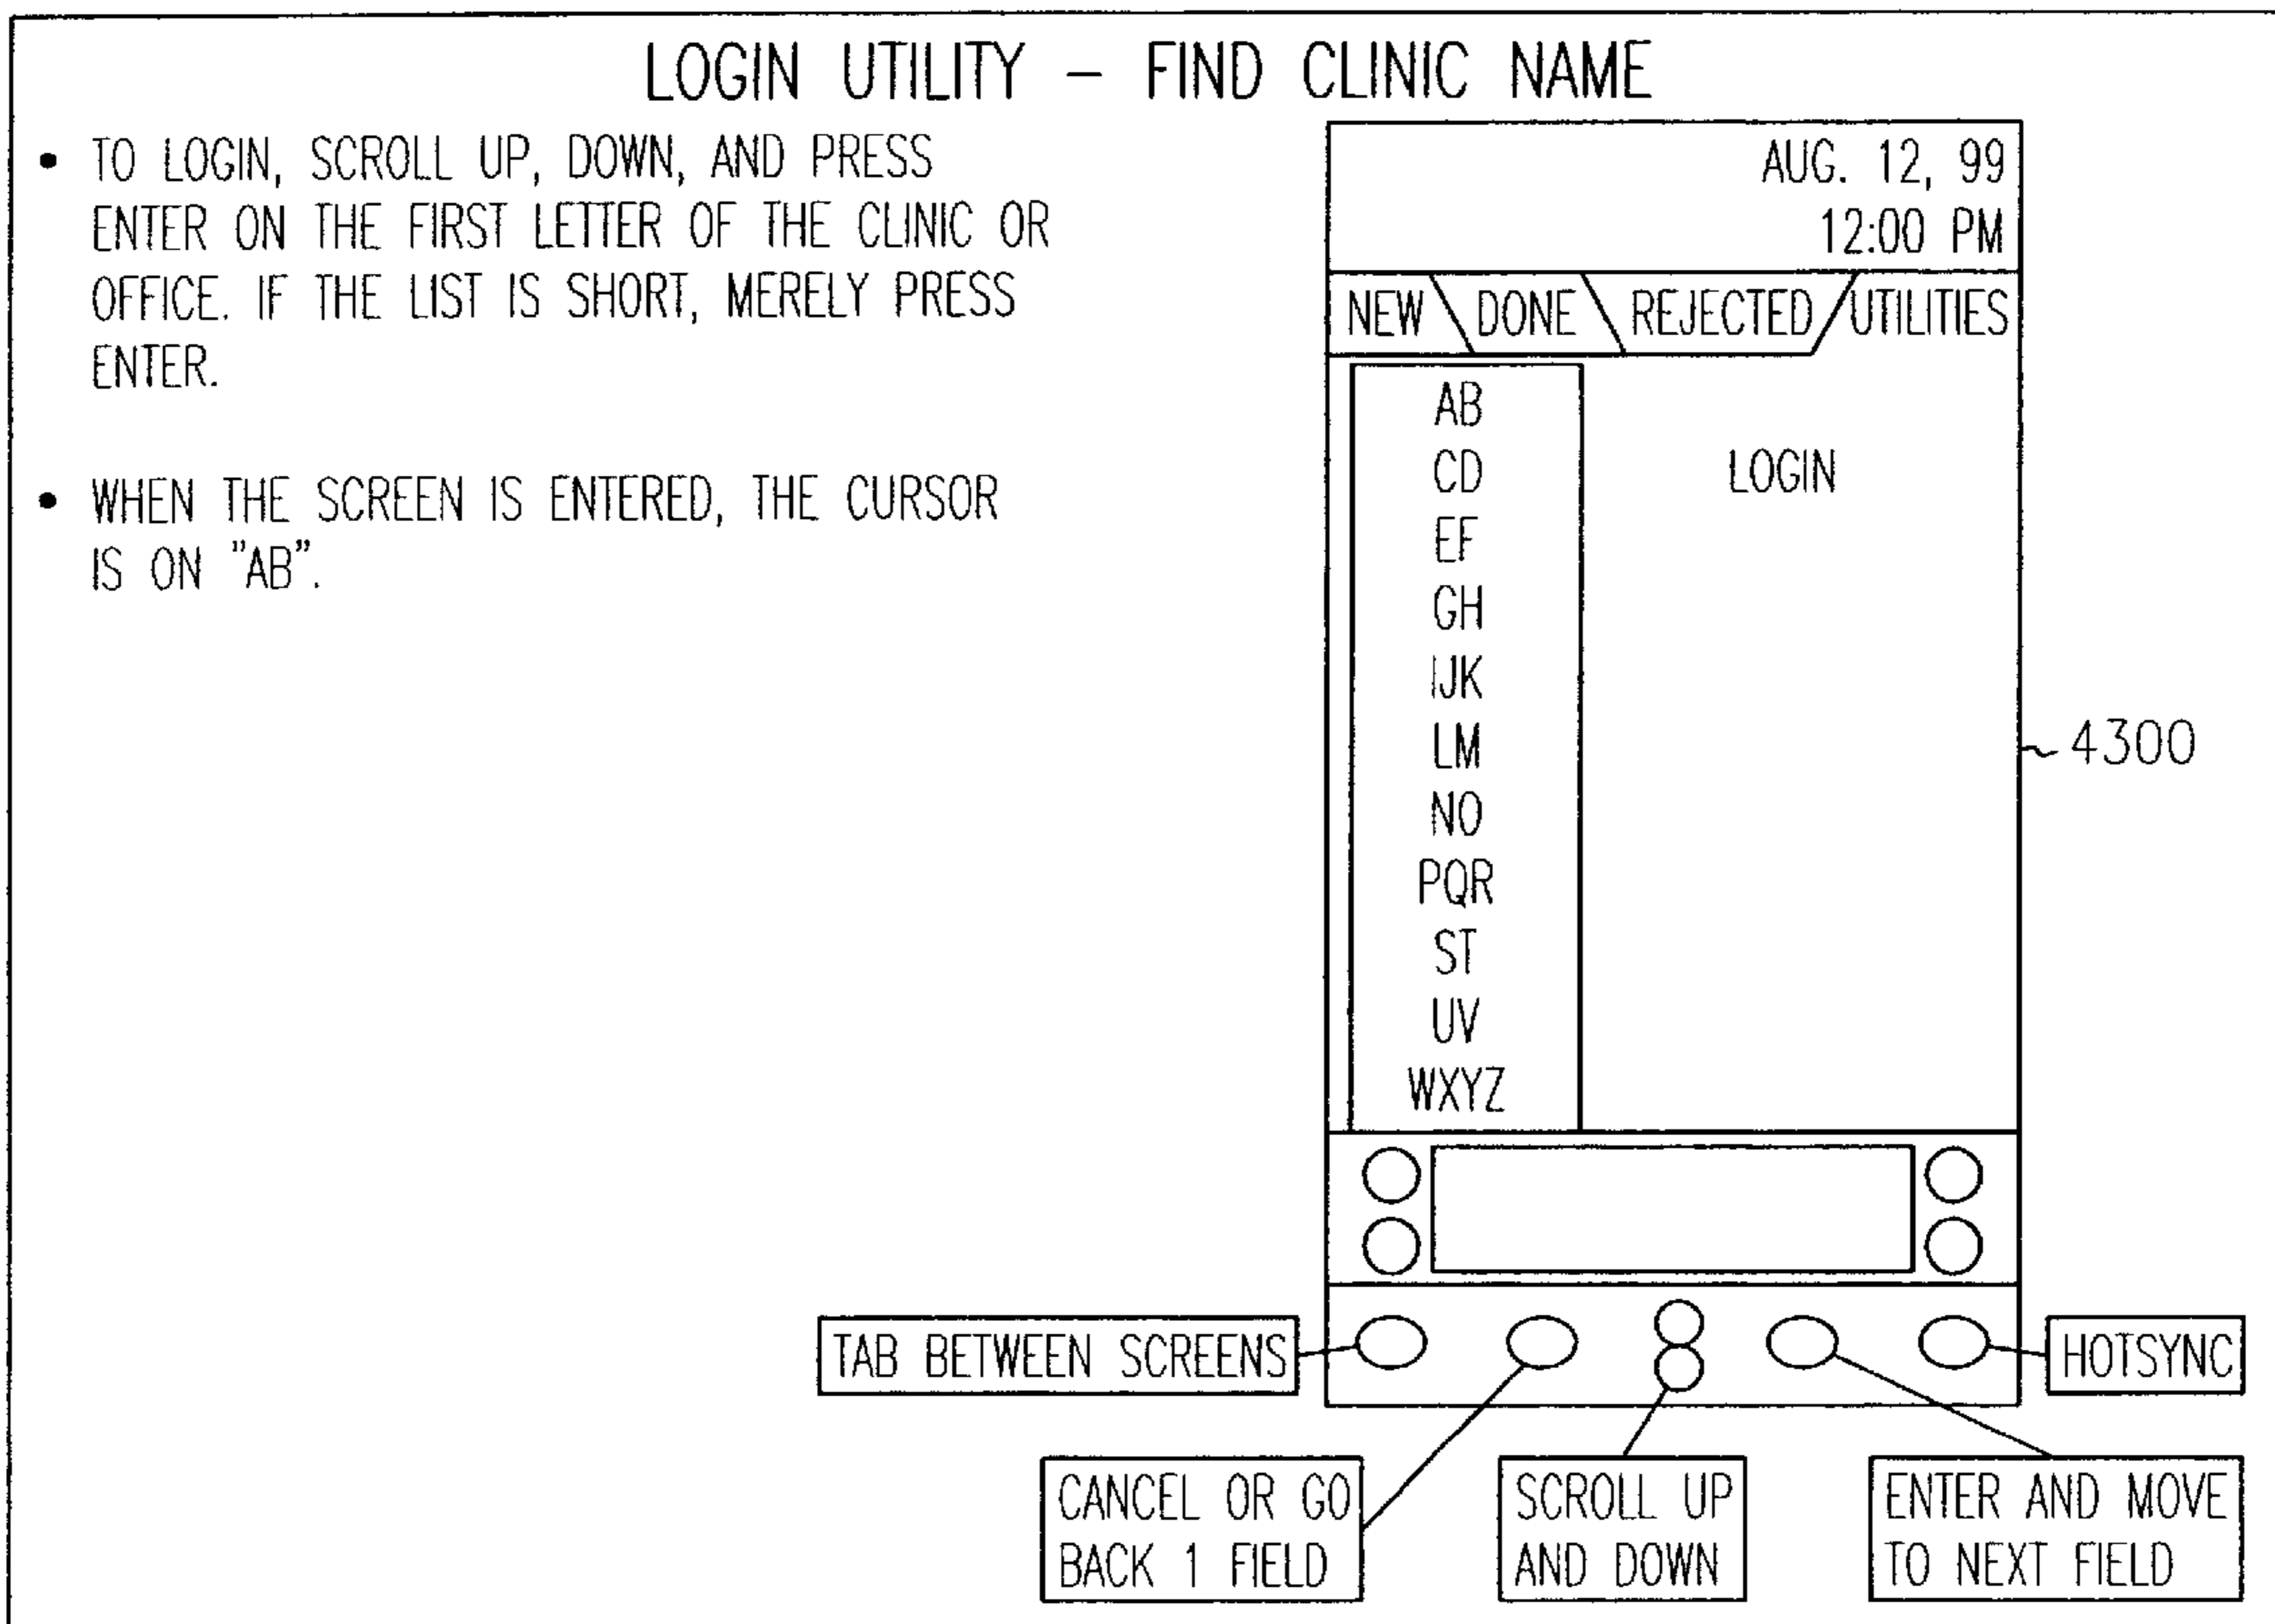 LOGIN UTILITY – FIND CLINIC NAME
• TO LOGIN, SCROLL UP, DOWN, AND PRESS
ENTER ON THE FIRST LETTER OF THE CLINIC OR
OFFICE. IF THE LIST IS SHORT, MERELY PRESS
ENTER.
• WHEN THE SCREEN IS ENTERED, THE CURSOR
IS ON "AB".
AUG. 12, 99
12:00 PM
NEW DONE REJECTED UTILITIES
AB
CD
EF
GH
IJK
LM
NO
PQR
ST
UV
WXYZ
LOGIN
4300
TAB BETWEEN SCREENS
HOTSYNC
CANCEL OR GO
BACK 1 FIELD
SCROLL UP
AND DOWN
ENTER AND MOVE
TO NEXT FIELD